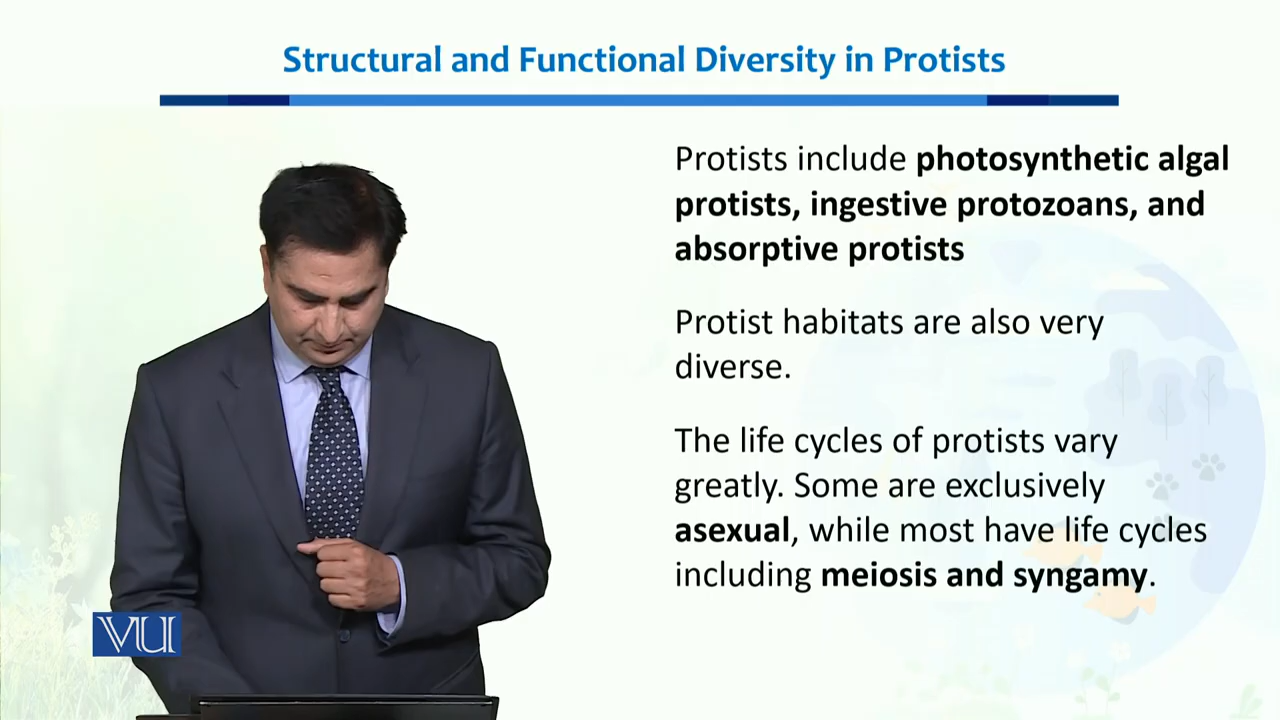 Structural and Functional Diversity in Protists
Protists include photosynthetic algal
protists, ingestive protozoans, and
absorptive protists
Protist habitats are also very
diverse.
The life cycles of protists vary
greatly. Some are exclusively
asexual, while most have life cycles
including meiosis and syngamy.
VU